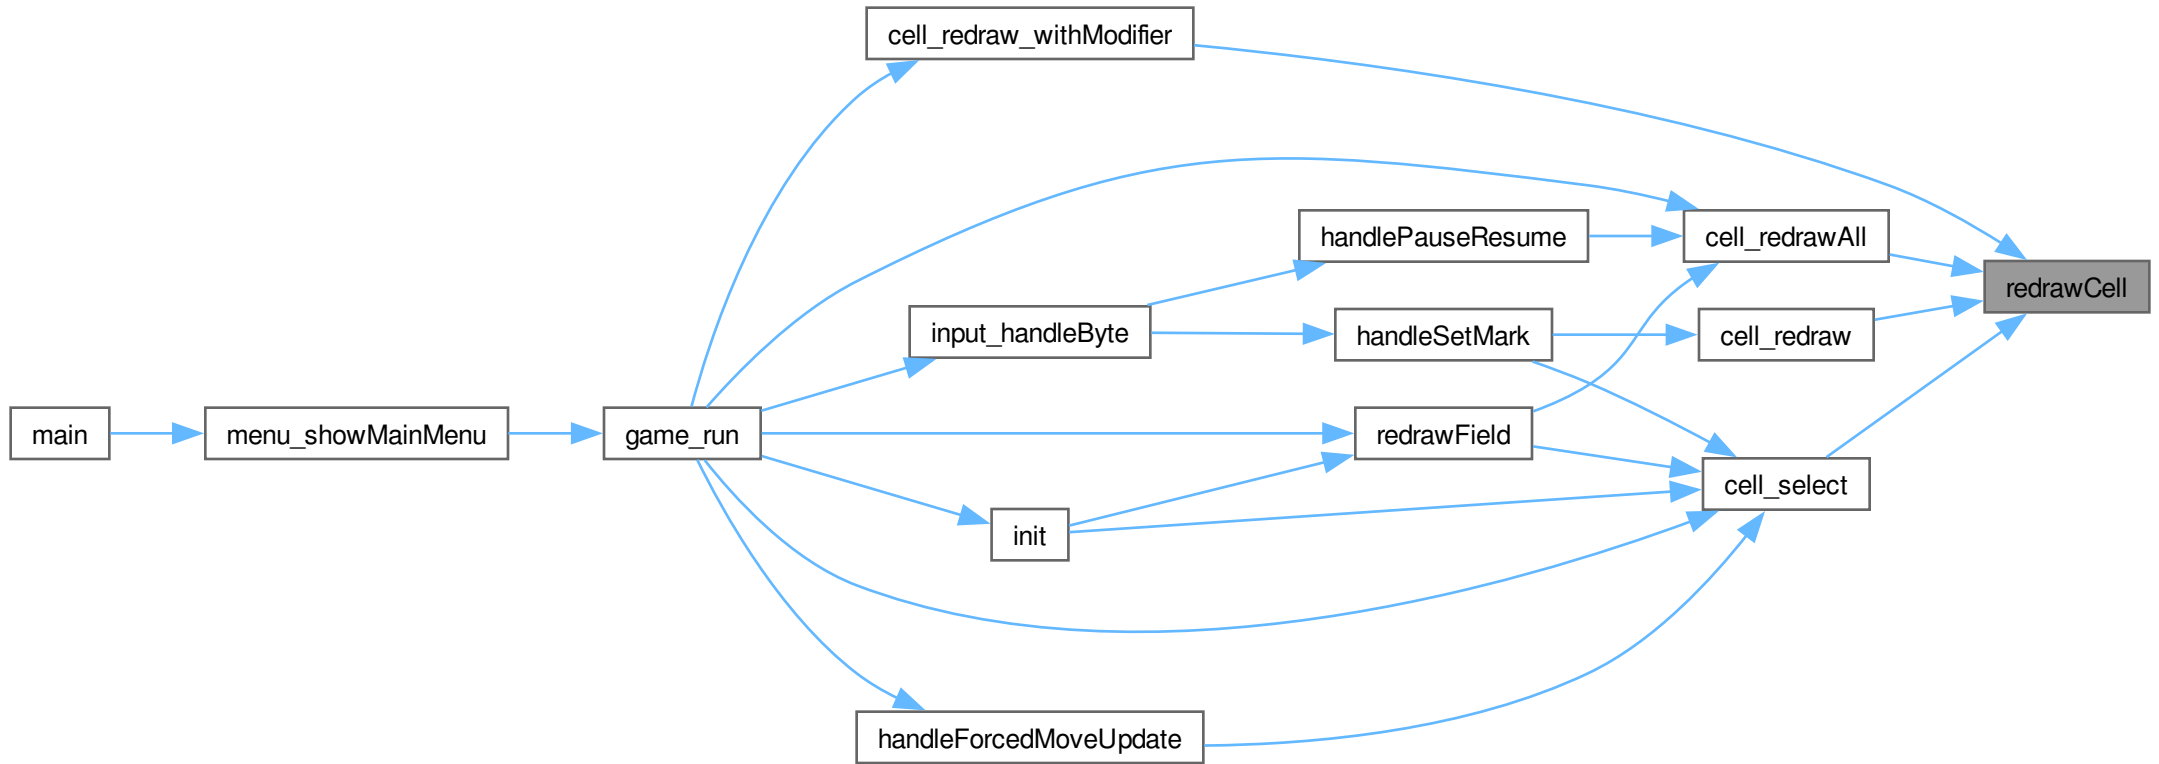 cell_redraw_withModifier
handlePauseResume
cell_redrawAll
redrawCell
input_handleByte
handleSetMark
cell_redraw
main
menu_showMainMenu
game_run
redrawField
cell_select
init
handleForcedMoveUpdate